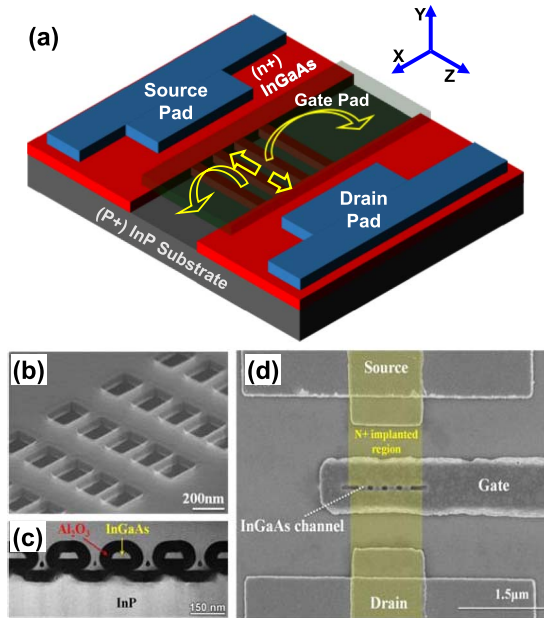 (a)
Y
X
Z
(n+)
InGaAs
Source
Pad
Gate Pad
Drain
Pad
(P+) InP Substrate
(b)
200nm
(c)
Al₂O₃
InGaAs
InP
150 nm
(d)
Source
N+ implanted
region
Gate
InGaAs channel
Drain
1.5μm